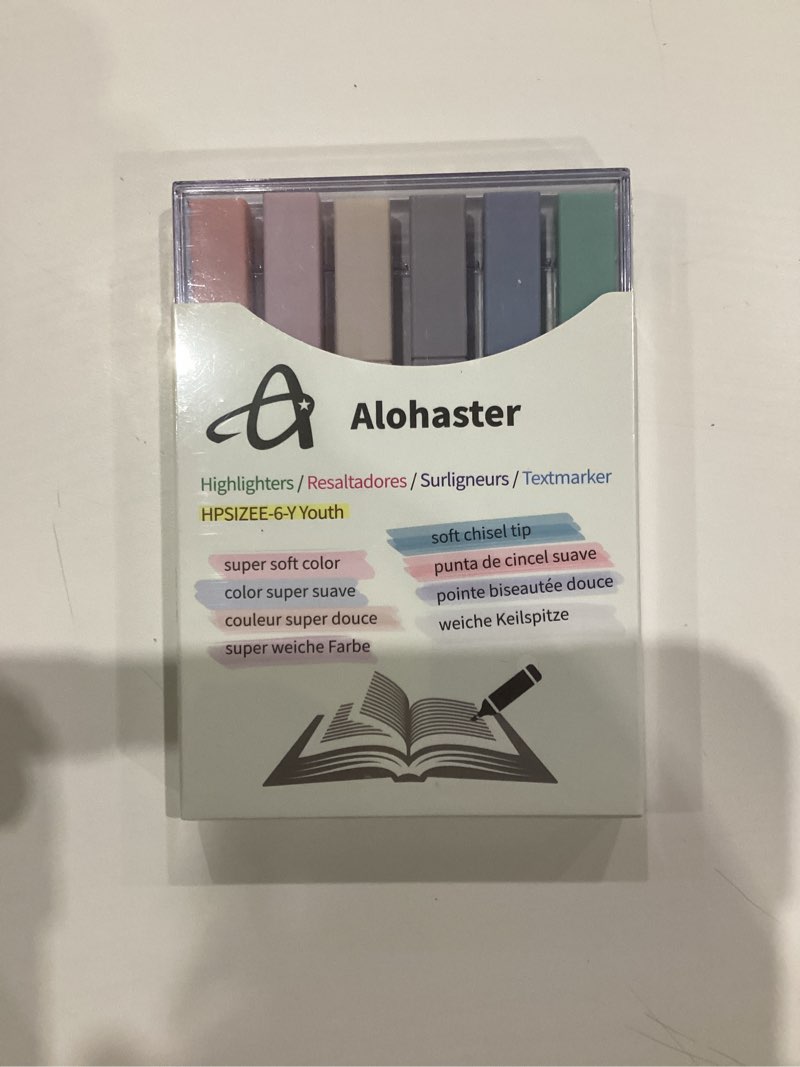 Alohaster
Highlighters / Resaltadores / Surligneurs / Textmarker
HPSIZEE-6-Y Youth
super soft color
color super suave
couleur super douce
super weiche Farbe
soft chisel tip
punta de cincel suave
pointe biseautée douce
weiche Keilspitze